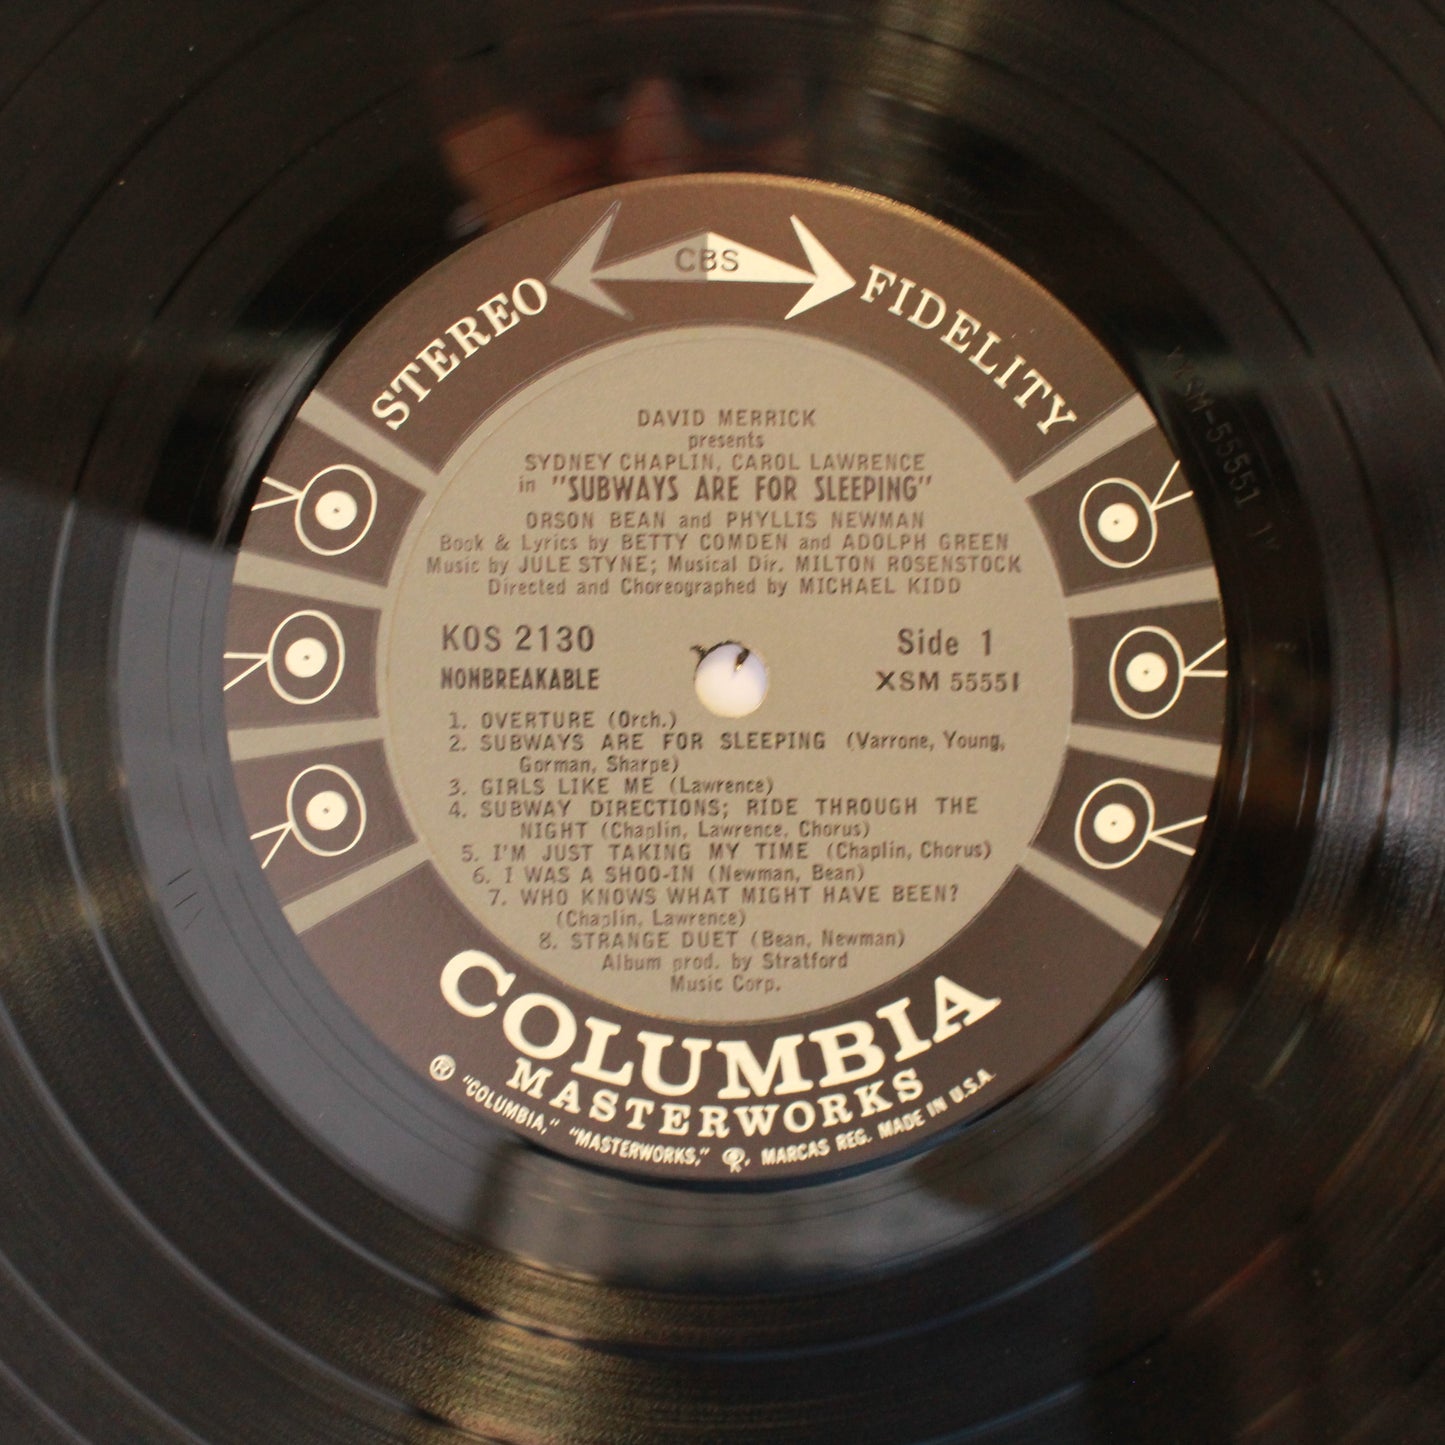 CBS
STEREO FIDELITY
DAVID MERRICK
presents
SYDNEY CHAPLIN, CAROL LAWRENCE
in "SUBWAYS ARE FOR SLEEPING"
ORSON BEAN and PHYLLIS NEWMAN
Book & Lyrics by BETTY COMDEN and ADOLPH GREEN
Music by JULE STYNE; Musical Dir. MILTON ROSENSTOCK
Directed and Choreographed by MICHAEL KIDD
KOS 2130 Side 1
NONBREAKABLE XSM 55551
1. OVERTURE (Orch.)
2. SUBWAYS ARE FOR SLEEPING (Varrone, Young,
Gorman, Sharpe)
3. GIRLS LIKE ME (Lawrence)
4. SUBWAY DIRECTIONS; RIDE THROUGH THE
NIGHT (Chaplin, Lawrence, Chorus)
5. I'M JUST TAKING MY TIME (Chaplin, Chorus)
6. I WAS A SHOO-IN (Newman, Bean)
7. WHO KNOWS WHAT MIGHT HAVE BEEN?
(Chaplin, Lawrence)
8. STRANGE DUET (Bean, Newman)
Album prod. by Stratford
Music Corp.
COLUMBIA
MASTERWORKS
® "COLUMBIA," "MASTERWORKS," MARCAS REG. MADE IN U.S.A.
XSM-55551